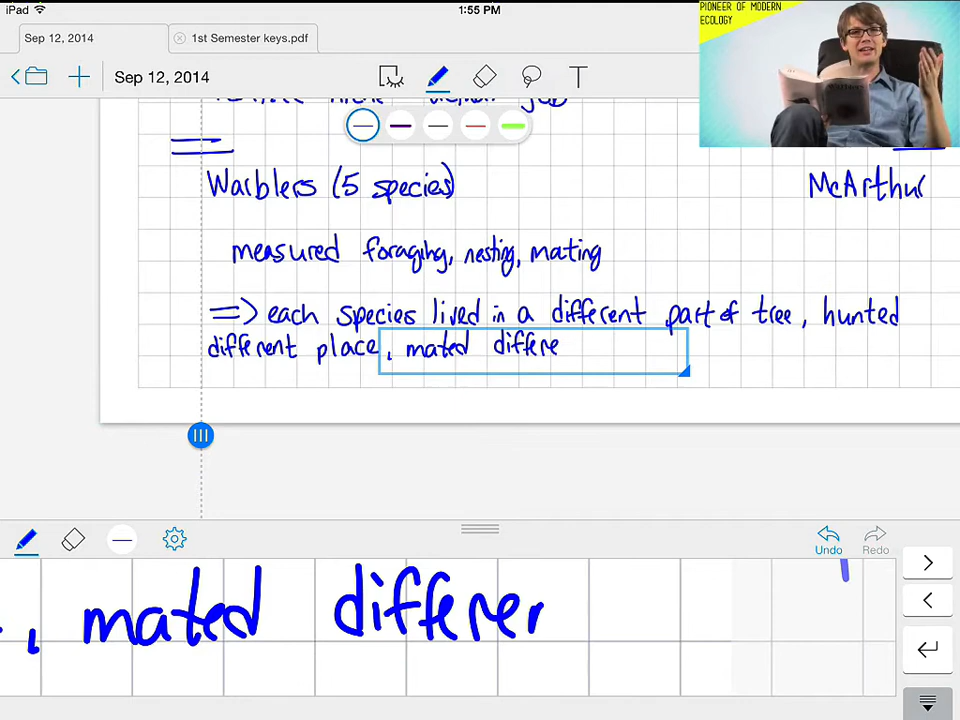 iPad
1:55 PM
PIONEER OF MODERN
ECOLOGY
Sep 12, 2014
1st Semester keys.pdf
Sep 12, 2014
T
job
Warblers (5 species)
McArthur
measured foraging, nesting, mating
=> each species lived in a different part of tree, hunted
different place, mated differe
Undo
Redo
, mated differer